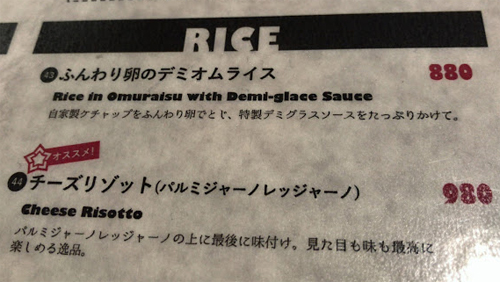 RICE
43 ふんわり卵のデミオムライス 880
Rice in Omuraisu with Demi-glace Sauce
自家製ケチャップをふんわり卵でとじ、特製デミグラスソースをたっぷりかけて。
オススメ!
44 チーズリゾット(パルミジャーノレッジャーノ) 980
Cheese Risotto
パルミジャーノレッジャーノの上に最後に味付け。見た目も味も最高に
楽しめる逸品。